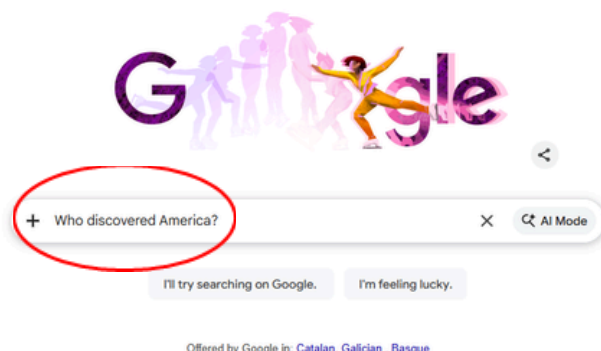 Google
+ Who discovered America? × AI Mode
I'll try searching on Google. I'm feeling lucky.
Offered by Google in: Catalan Galician Basque